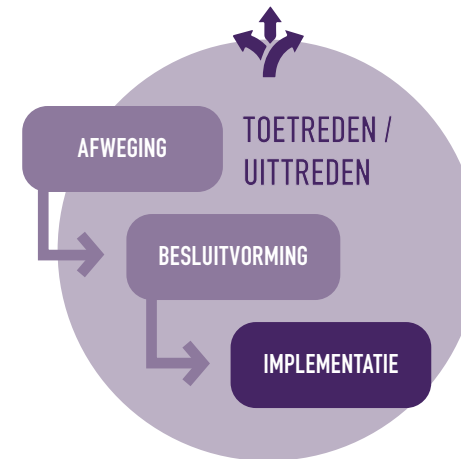 AFWEGING
TOETREDEN /
UITTREDEN
BESLUITVORMING
IMPLEMENTATIE